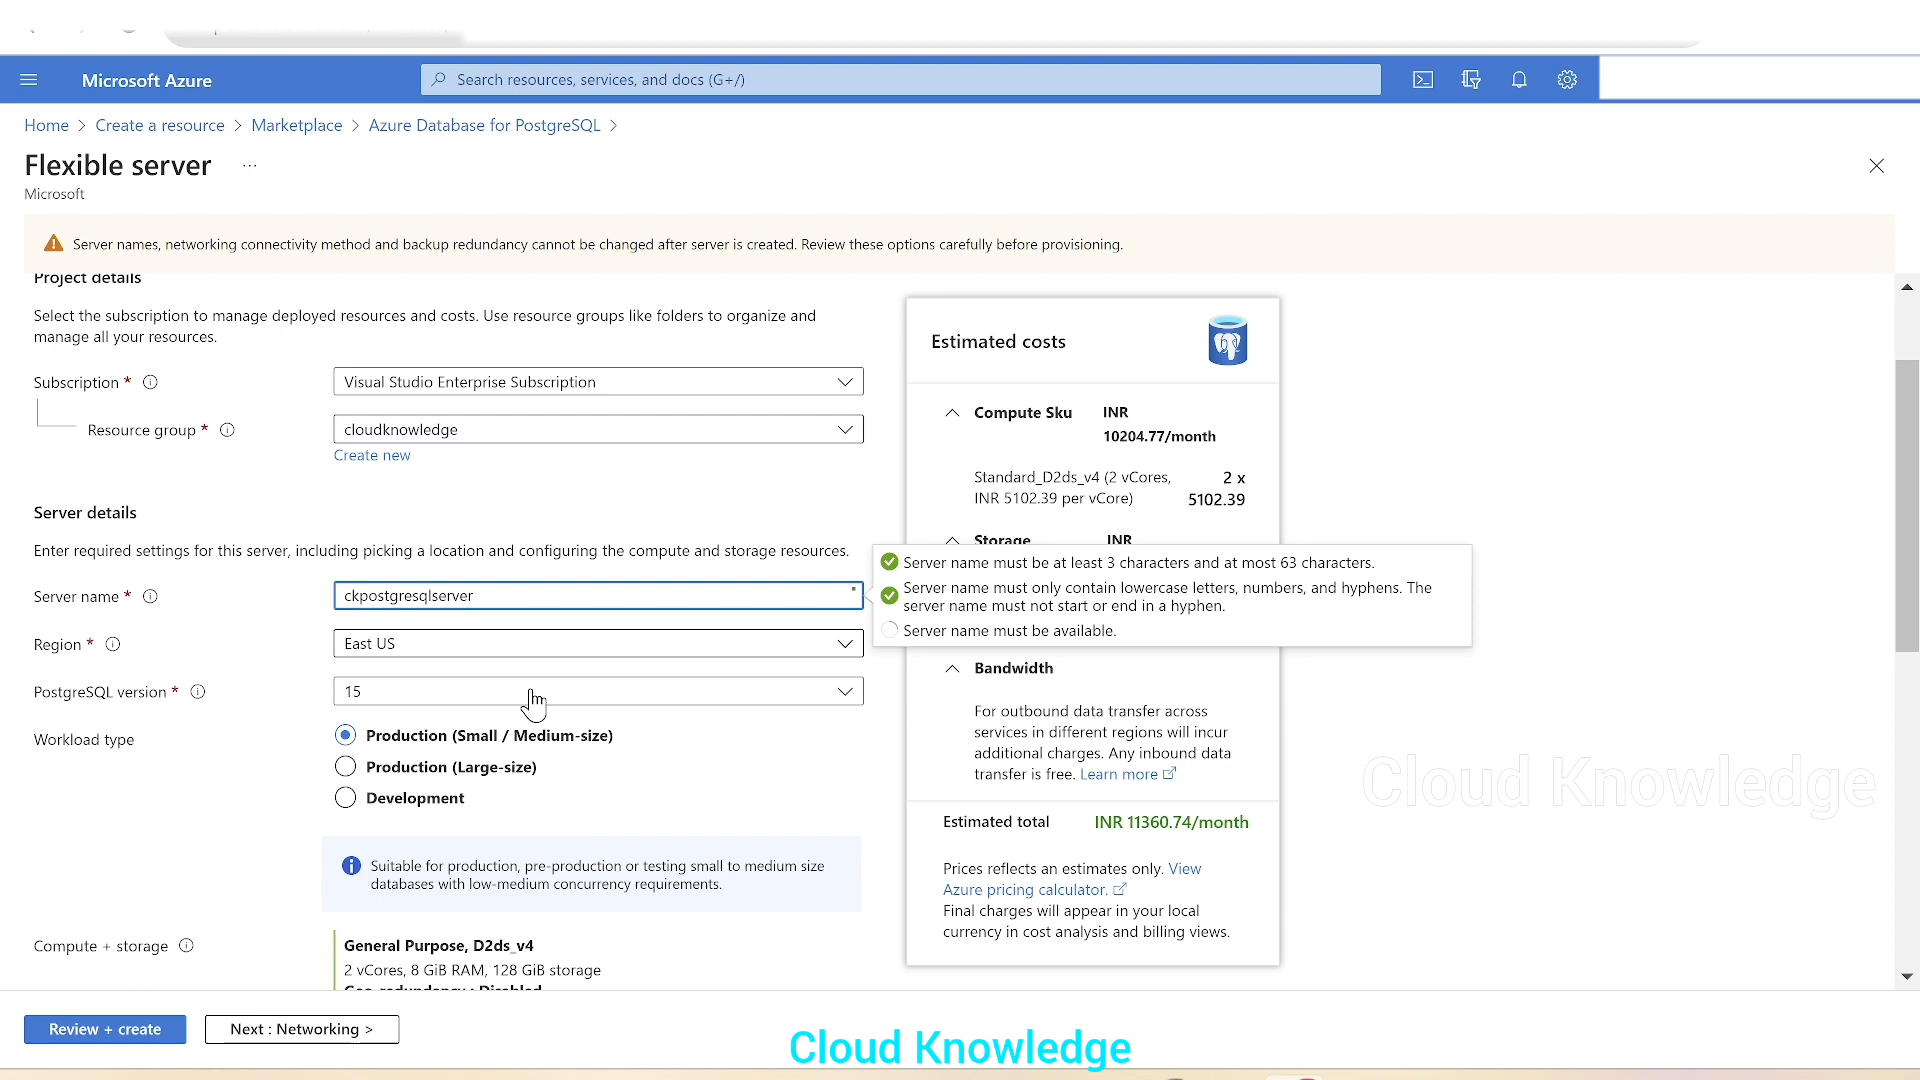 Microsoft Azure
Search resources, services, and docs (G+/)
Home > Create a resource > Marketplace > Azure Database for PostgreSQL >
Flexible server ...
Microsoft
Server names, networking connectivity method and backup redundancy cannot be changed after server is created. Review these options carefully before provisioning.
Project details
Select the subscription to manage deployed resources and costs. Use resource groups like folders to organize and
manage all your resources.
Subscription *
Visual Studio Enterprise Subscription
Resource group *
cloudknowledge
Create new
Server details
Enter required settings for this server, including picking a location and configuring the compute and storage resources.
Server name *
ckpostgresqlserver
Region *
East US
PostgreSQL version *
15
Workload type
Production (Small / Medium-size)
Production (Large-size)
Development
Suitable for production, pre-production or testing small to medium size
databases with low-medium concurrency requirements.
Compute + storage
General Purpose, D2ds_v4
2 vCores, 8 GiB RAM, 128 GiB storage
Geo-redundancy : Disabled
Estimated costs
Compute Sku INR
10204.77/month
Standard_D2ds_v4 (2 vCores, 2 x
INR 5102.39 per vCore) 5102.39
Storage INR
Server name must be at least 3 characters and at most 63 characters.
Server name must only contain lowercase letters, numbers, and hyphens. The
server name must not start or end in a hyphen.
Server name must be available.
Bandwidth
For outbound data transfer across
services in different regions will incur
additional charges. Any inbound data
transfer is free. Learn more
Estimated total INR 11360.74/month
Prices reflect​s an estimates only. View
Azure pricing calculator.
Final charges will appear in your local
currency in cost analysis and billing views.
Cloud Knowledge
Review + create
Next : Networking >
Cloud Knowledge